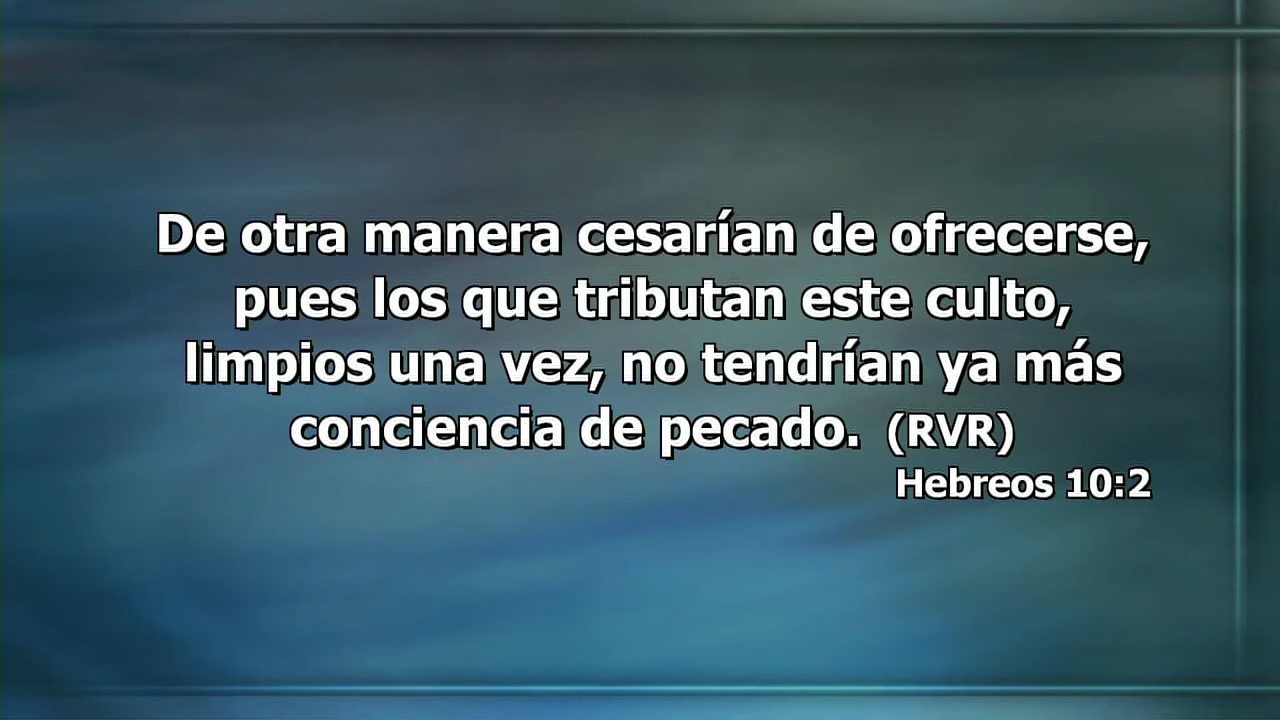 De otra manera cesarían de ofrecerse,
pues los que tributan este culto,
limpios una vez, no tendrían ya más
conciencia de pecado. (RVR)
Hebreos 10:2